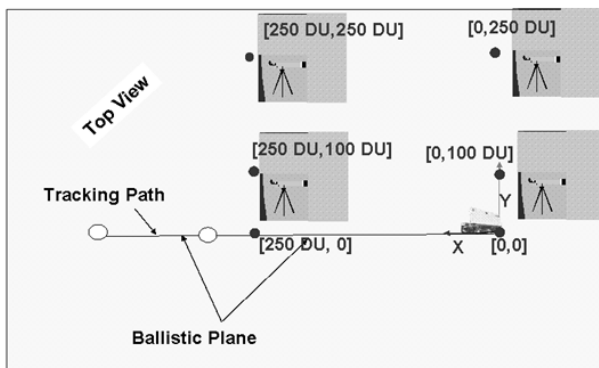 [250 DU,250 DU]
[0,250 DU]
Top View
[250 DU,100 DU]
[0,100 DU]
Tracking Path
Y
[250 DU, 0]
X
[0,0]
Ballistic Plane